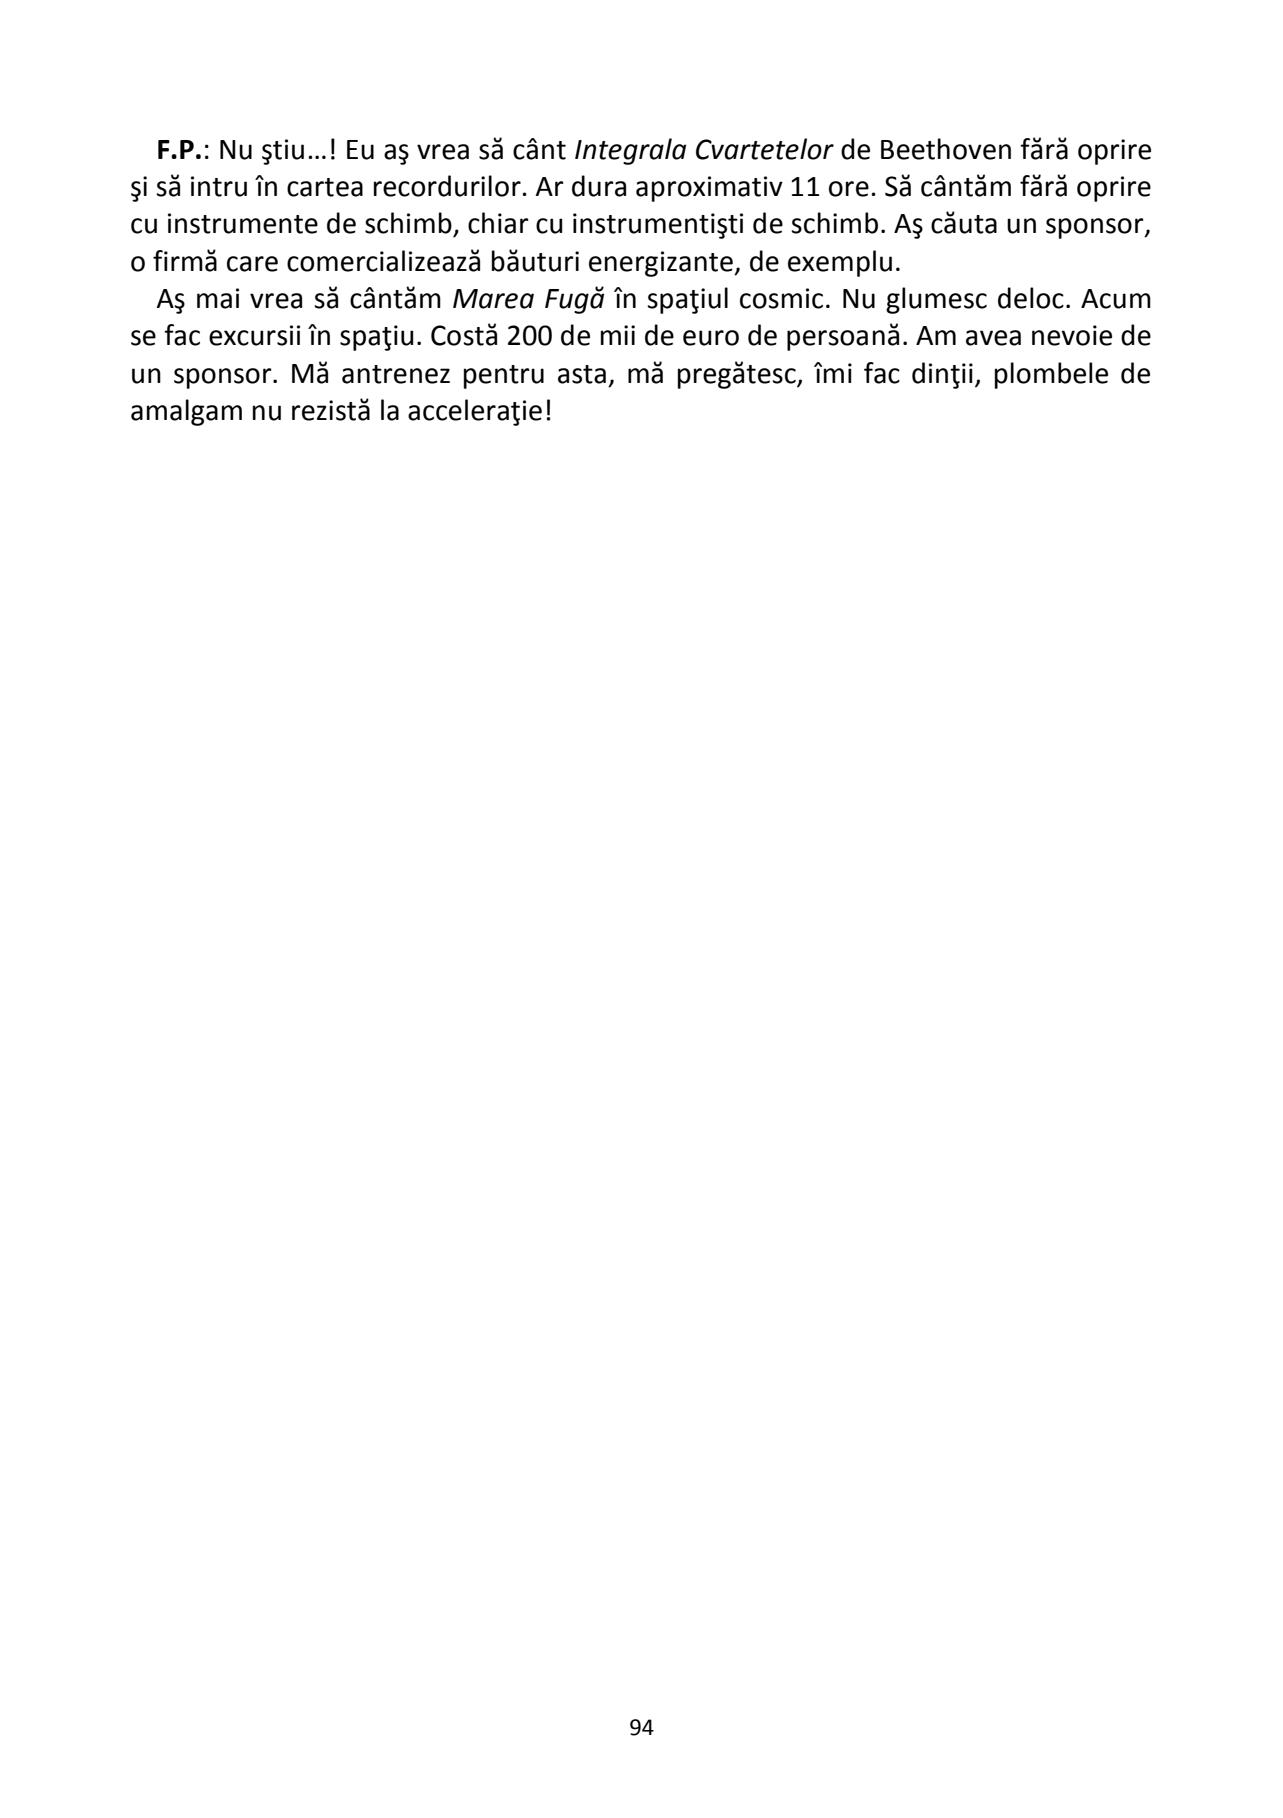 F.P.: Nu ştiu…! Eu aş vrea să cânt Integrala Cvartetelor de Beethoven fără oprire
şi să intru în cartea recordurilor. Ar dura aproximativ 11 ore. Să cântăm fără oprire
cu instrumente de schimb, chiar cu instrumentişti de schimb. Aş căuta un sponsor,
o firmă care comercializează băuturi energizante, de exemplu.
Aş mai vrea să cântăm Marea Fugă în spaţiul cosmic. Nu glumesc deloc. Acum
se fac excursii în spaţiu. Costă 200 de mii de euro de persoană. Am avea nevoie de
un sponsor. Mă antrenez pentru asta, mă pregătesc, îmi fac dinţii, plombele de
amalgam nu rezistă la acceleraţie!
94